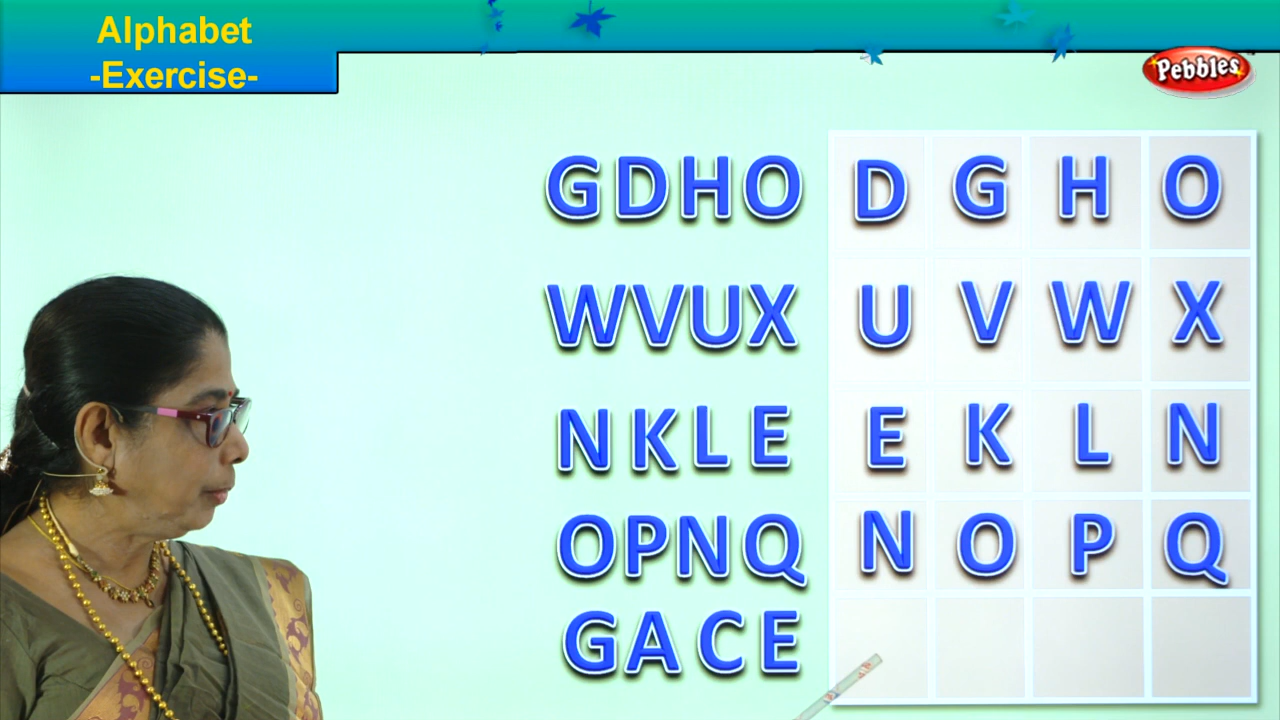 Alphabet
-Exercise-
Pebbles
GDHO D G H O
WVUX U V W X
NKLE E K L N
OPNQ N O P Q
GACE